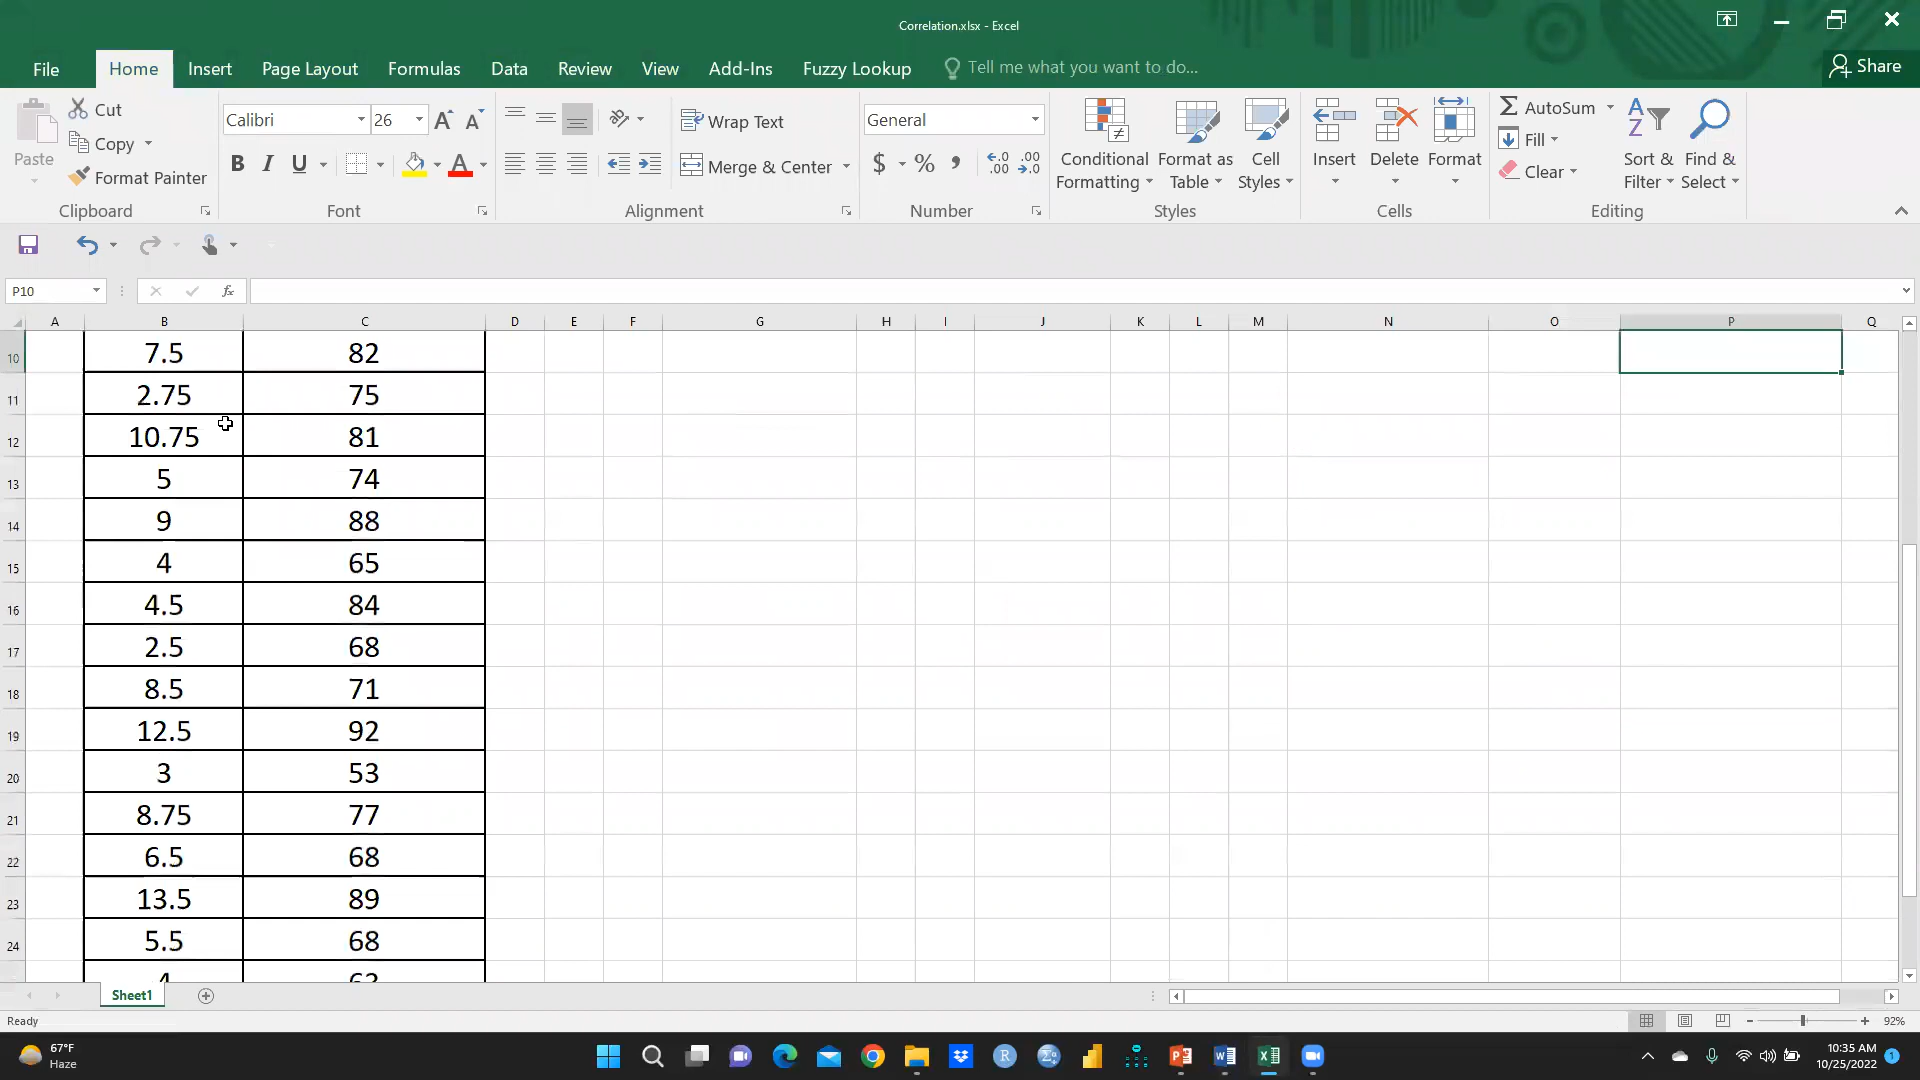 Correlation.xlsx - Excel
File Home Insert Page Layout Formulas Data Review View Add-Ins Fuzzy Lookup Tell me what you want to do... Share
Paste Cut Copy Format Painter Clipboard
Calibri 26 B I U A Font
Wrap Text Merge & Center Alignment
General $ % , Number
Conditional Formatting Format as Table Cell Styles Styles
Insert Delete Format Cells
AutoSum Fill Clear Sort & Filter Find & Select Editing
P10 fx
A B C D E F G H I J K L M N O P Q
10 7.5 82
11 2.75 75
12 10.75 81
13 5 74
14 9 88
15 4 65
16 4.5 84
17 2.5 68
18 8.5 71
19 12.5 92
20 3 53
21 8.75 77
22 6.5 68
23 13.5 89
24 5.5 68
Sheet1
Ready 92%
67°F
Haze
10:35 AM
10/25/2022 1